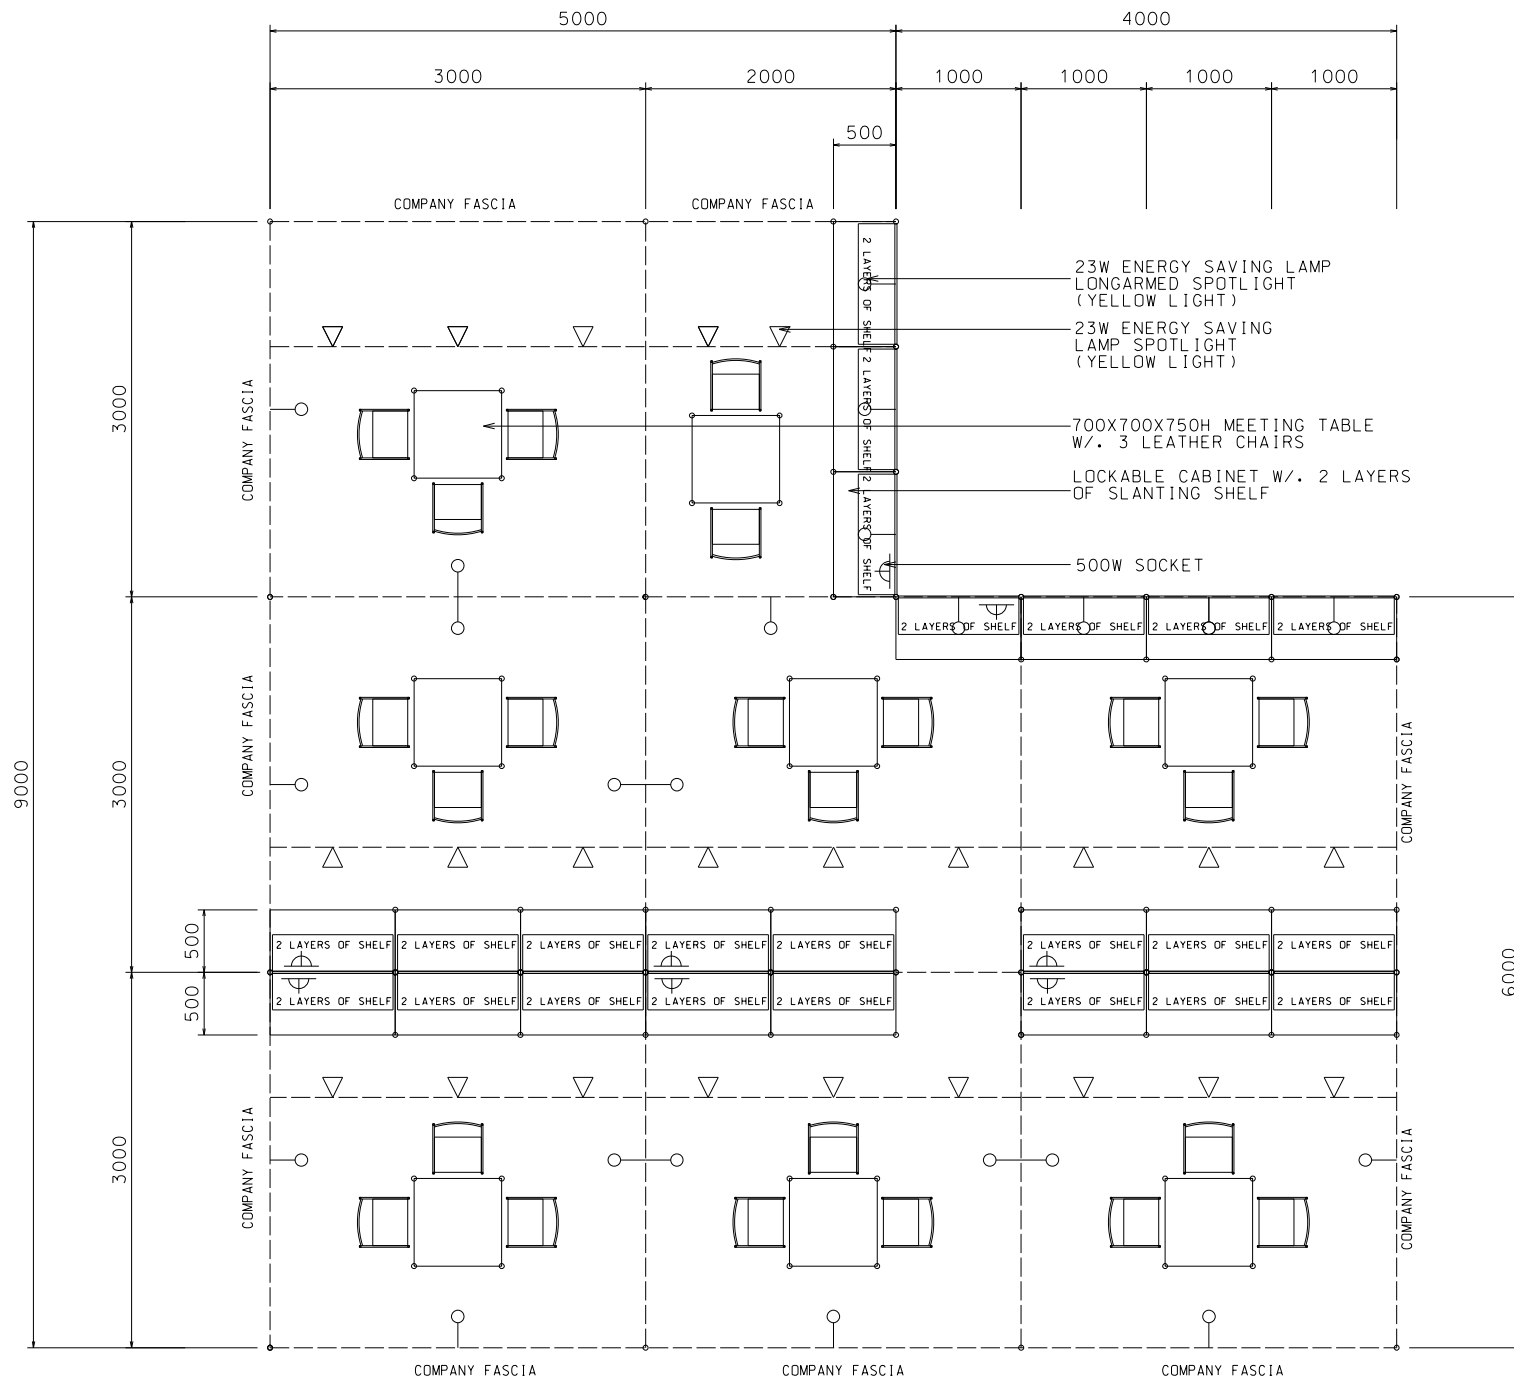 5000
4000
3000
2000
1000
1000
1000
1000
500
COMPANY FASCIA
COMPANY FASCIA
2 LAYERS OF SHELF
2 LAYERS OF SHELF
2 LAYERS OF SHELF
23W ENERGY SAVING LAMP
LONGARMED SPOTLIGHT
(YELLOW LIGHT)
23W ENERGY SAVING
LAMP SPOTLIGHT
(YELLOW LIGHT)
700X700X750H MEETING TABLE
W/. 3 LEATHER CHAIRS
LOCKABLE CABINET W/. 2 LAYERS
OF SLANTING SHELF
500W SOCKET
3000
COMPANY FASCIA
2 LAYERS OF SHELF
2 LAYERS OF SHELF
2 LAYERS OF SHELF
2 LAYERS OF SHELF
9000
3000
COMPANY FASCIA
COMPANY FASCIA
500
2 LAYERS OF SHELF
2 LAYERS OF SHELF
2 LAYERS OF SHELF
2 LAYERS OF SHELF
2 LAYERS OF SHELF
2 LAYERS OF SHELF
2 LAYERS OF SHELF
2 LAYERS OF SHELF
6000
500
2 LAYERS OF SHELF
2 LAYERS OF SHELF
2 LAYERS OF SHELF
2 LAYERS OF SHELF
2 LAYERS OF SHELF
2 LAYERS OF SHELF
2 LAYERS OF SHELF
2 LAYERS OF SHELF
3000
COMPANY FASCIA
COMPANY FASCIA
COMPANY FASCIA
COMPANY FASCIA
COMPANY FASCIA